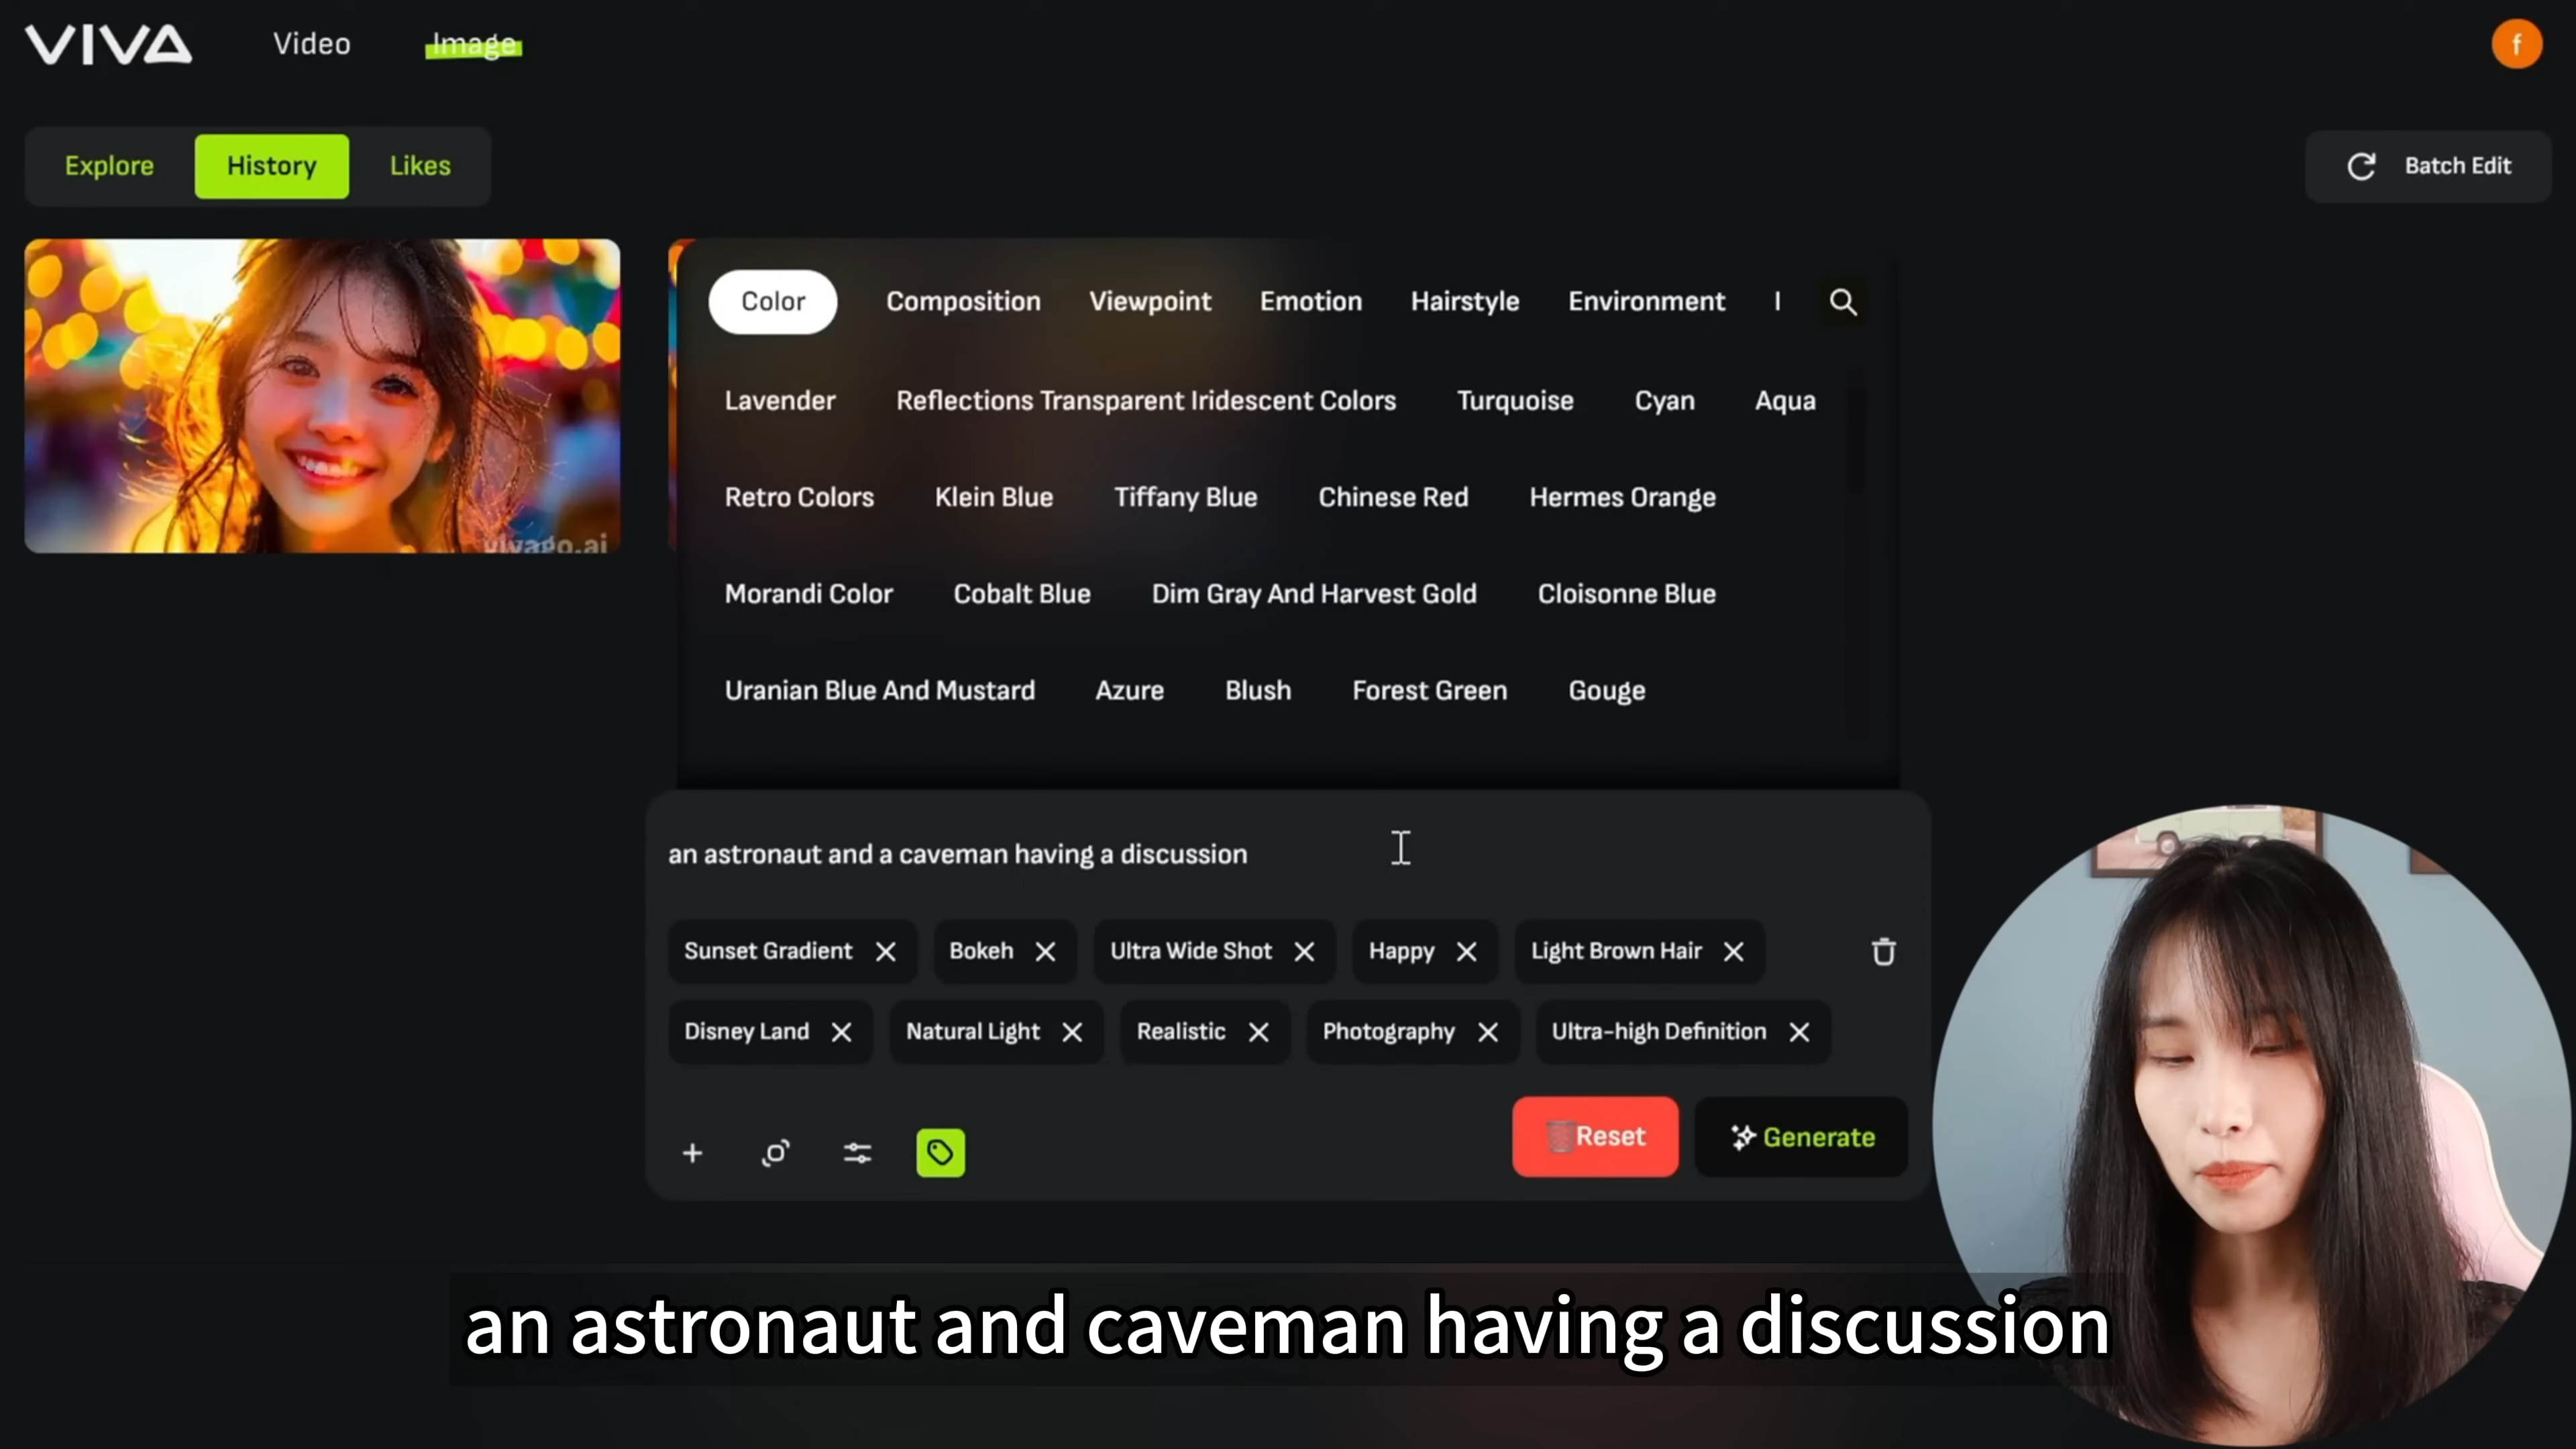 VIVA Video Image f
Explore History Likes Batch Edit
vivago.ai
Color Composition Viewpoint Emotion Hairstyle Environment I
Lavender Reflections Transparent Iridescent Colors Turquoise Cyan Aqua
Retro Colors Klein Blue Tiffany Blue Chinese Red Hermes Orange
Morandi Color Cobalt Blue Dim Gray And Harvest Gold Cloisonne Blue
Uranian Blue And Mustard Azure Blush Forest Green Gouge
an astronaut and a caveman having a discussion
Sunset Gradient Bokeh Ultra Wide Shot Happy Light Brown Hair
Disney Land Natural Light Realistic Photography Ultra-high Definition
Reset Generate
an astronaut and caveman having a discussion